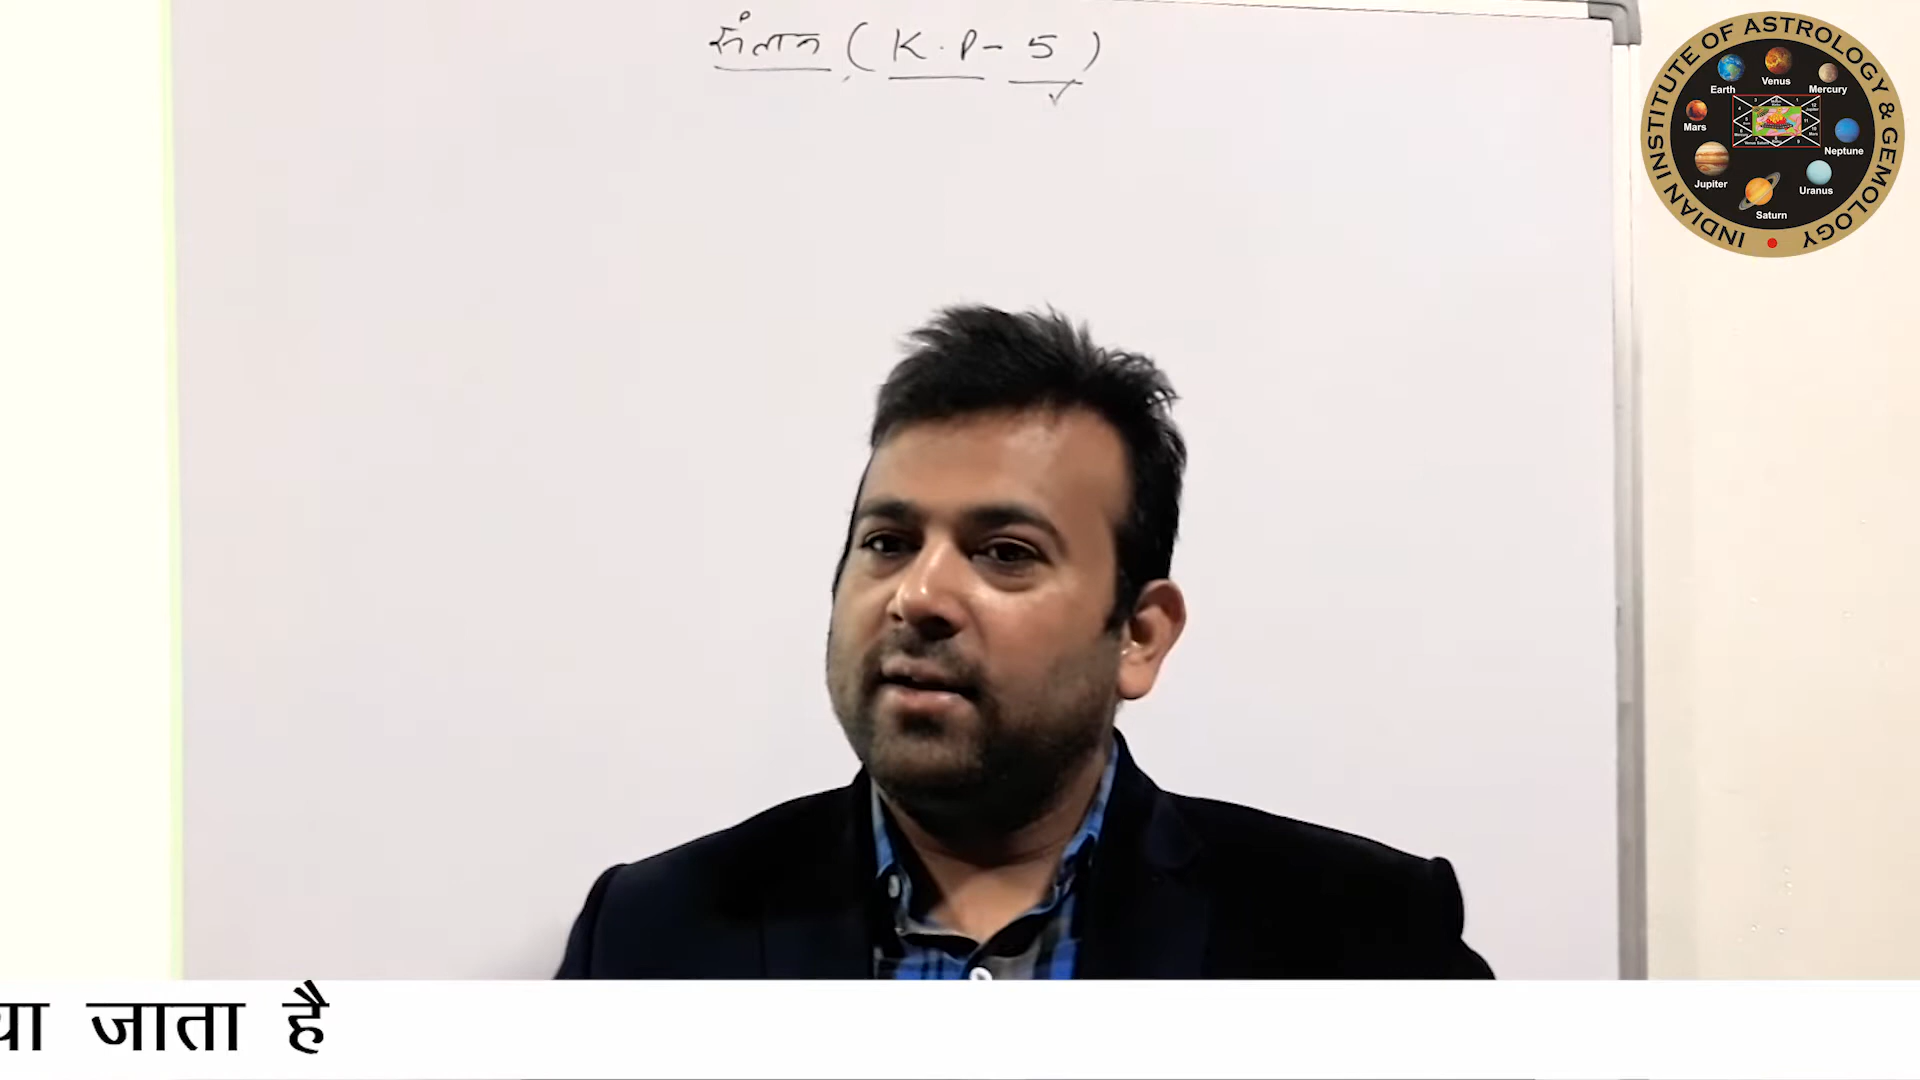 संतान (K.P- 5)
INDIAN INSTITUTE OF ASTROLOGY & GEMOLOGY
Earth
Venus
Mercury
Mars
Neptune
Jupiter
Uranus
Saturn
जाता है